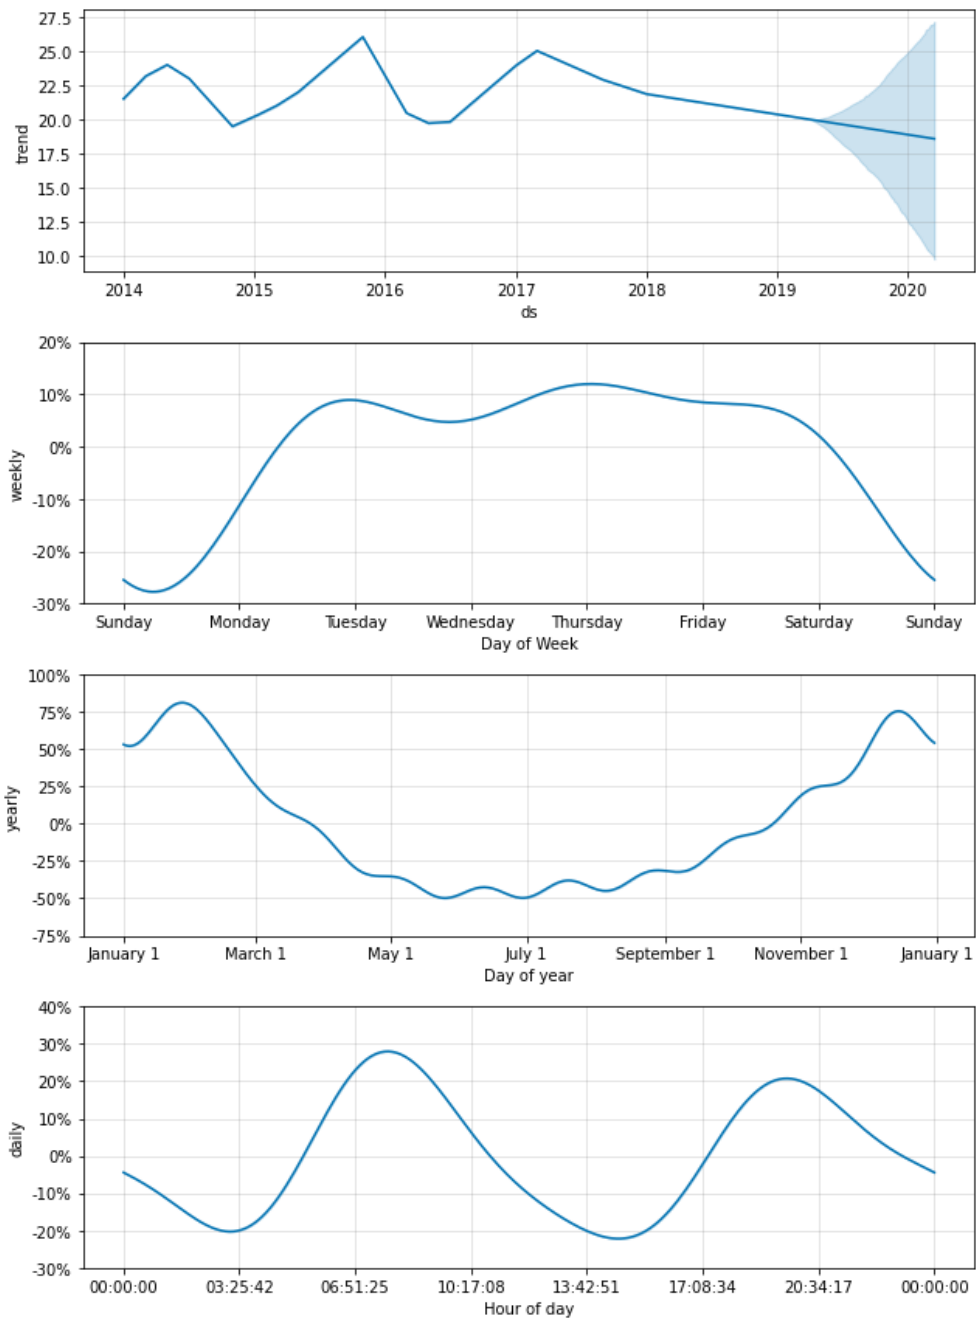 27.5
25.0
22.5
20.0
17.5
15.0
12.5
10.0
trend
2014 2015 2016 2017 2018 2019 2020
ds
20%
10%
0%
-10%
-20%
-30%
weekly
Sunday Monday Tuesday Wednesday Thursday Friday Saturday Sunday
Day of Week
100%
75%
50%
25%
0%
-25%
-50%
-75%
yearly
January 1 March 1 May 1 July 1 September 1 November 1 January 1
Day of year
40%
30%
20%
10%
0%
-10%
-20%
-30%
daily
00:00:00 03:25:42 06:51:25 10:17:08 13:42:51 17:08:34 20:34:17 00:00:00
Hour of day